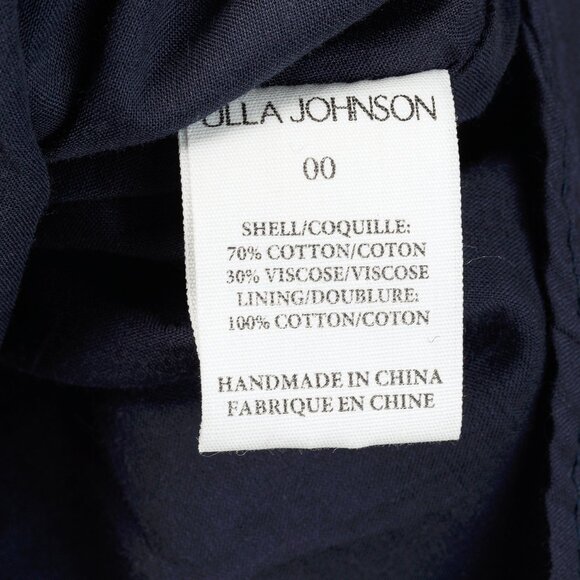 ULLA JOHNSON
00
SHELL/COQUILLE:
70% COTTON/COTON
30% VISCOSE/VISCOSE
LINING/DOUBLURE:
100% COTTON/COTON
HANDMADE IN CHINA
FABRIQUE EN CHINE